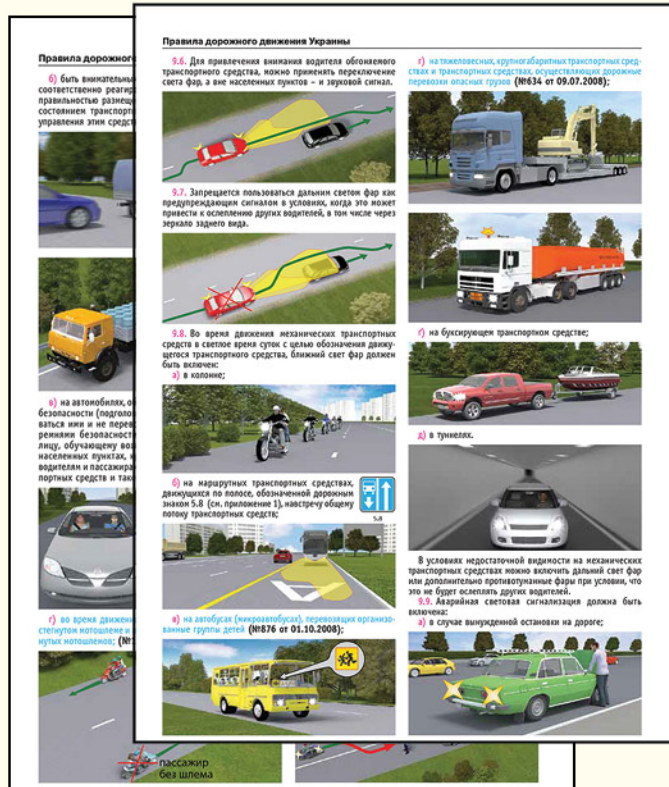 Правила дорожного
б) быть внимательны
соответственно реагир
правильностью размеще
состоянием транспорт
управления этим средст
в) на автомобилях, о
безопасности (подголо
ваться ими и не перев
ремнями безопасност
лицу, обучающему во
населенных пунктах,
водителям и пассажира
портных средств и так
г) во время движени
стегнутом мотошлеме и
нутых мотошлемов; (№
пассажир
без шлема
Правила дорожного движения Украины
9.6. Для привлечения внимания водителя обгоняемого
транспортного средства, можно применять переключение
света фар, а вне населенных пунктов – и звуковой сигнал.
9.7. Запрещается пользоваться дальним светом фар как
предупреждающим сигналом в условиях, когда это может
привести к ослеплению других водителей, в том числе через
зеркало заднего вида.
9.8. Во время движения механических транспортных
средств в светлое время суток с целью обозначения движу-
щегося транспортного средства, ближний свет фар должен
быть включен:
а) в колонне;
б) на маршрутных транспортных средствах,
движущихся по полосе, обозначенной дорожным
знаком 5.8 (см. приложение 1), навстречу общему
потоку транспортных средств;
5.8
в) на автобусах (микроавтобусах), перевозящих организо-
ванные группы детей (№876 от 01.10.2008);
г) на тяжеловесных, крупногабаритных транспортных сред-
ствах и транспортных средствах, осуществляющих дорожные
перевозки опасных грузов (№634 от 09.07.2008);
ґ) на буксирующем транспортном средстве;
д) в туннелях.
В условиях недостаточной видимости на механических
транспортных средствах можно включить дальний свет фар
или дополнительно противотуманные фары при условии, что
это не будет ослеплять других водителей.
9.9. Аварийная световая сигнализация должна быть
включена:
а) в случае вынужденной остановки на дороге;